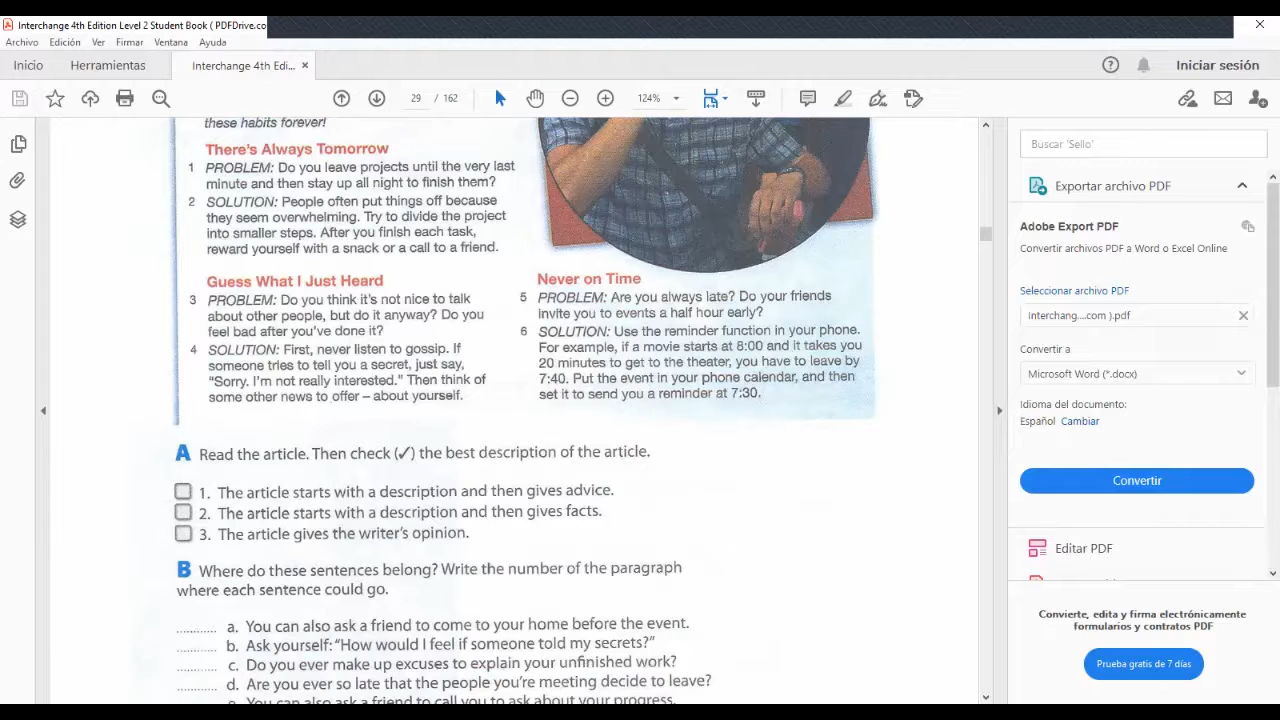 Interchange 4th Edition Level 2 Student Book ( PDFDrive.co
Archivo Edición Ver Firmar Ventana Ayuda
Inicio Herramientas Interchange 4th Edi... × Iniciar sesión
29 / 162 124%
these habits forever!
There's Always Tomorrow
1 PROBLEM: Do you leave projects until the very last
minute and then stay up all night to finish them?
2 SOLUTION: People often put things off because
they seem overwhelming. Try to divide the project
into smaller steps. After you finish each task,
reward yourself with a snack or a call to a friend.
Guess What I Just Heard
3 PROBLEM: Do you think it's not nice to talk
about other people, but do it anyway? Do you
feel bad after you've done it?
4 SOLUTION: First, never listen to gossip. If
someone tries to tell you a secret, just say,
"Sorry. I'm not really interested." Then think of
some other news to offer – about yourself.
Never on Time
5 PROBLEM: Are you always late? Do your friends
invite you to events a half hour early?
6 SOLUTION: Use the reminder function in your phone.
For example, if a movie starts at 8:00 and it takes you
20 minutes to get to the theater, you have to leave by
7:40. Put the event in your phone calendar, and then
set it to send you a reminder at 7:30.
A Read the article. Then check (✓) the best description of the article.
1. The article starts with a description and then gives advice.
2. The article starts with a description and then gives facts.
3. The article gives the writer's opinion.
B Where do these sentences belong? Write the number of the paragraph
where each sentence could go.
.......... a. You can also ask a friend to come to your home before the event.
.......... b. Ask yourself: "How would I feel if someone told my secrets?"
.......... c. Do you ever make up excuses to explain your unfinished work?
.......... d. Are you ever so late that the people you're meeting decide to leave?
e. You can also ask a friend to call you to ask about your progress.
Buscar 'Sello'
Exportar archivo PDF
Adobe Export PDF
Convertir archivos PDF a Word o Excel Online
Seleccionar archivo PDF
Interchang....com ).pdf
Convertir a
Microsoft Word (*.docx)
Idioma del documento:
Español Cambiar
Convertir
Editar PDF
Convierte, edita y firma electrónicamente
formularios y contratos PDF
Prueba gratis de 7 días